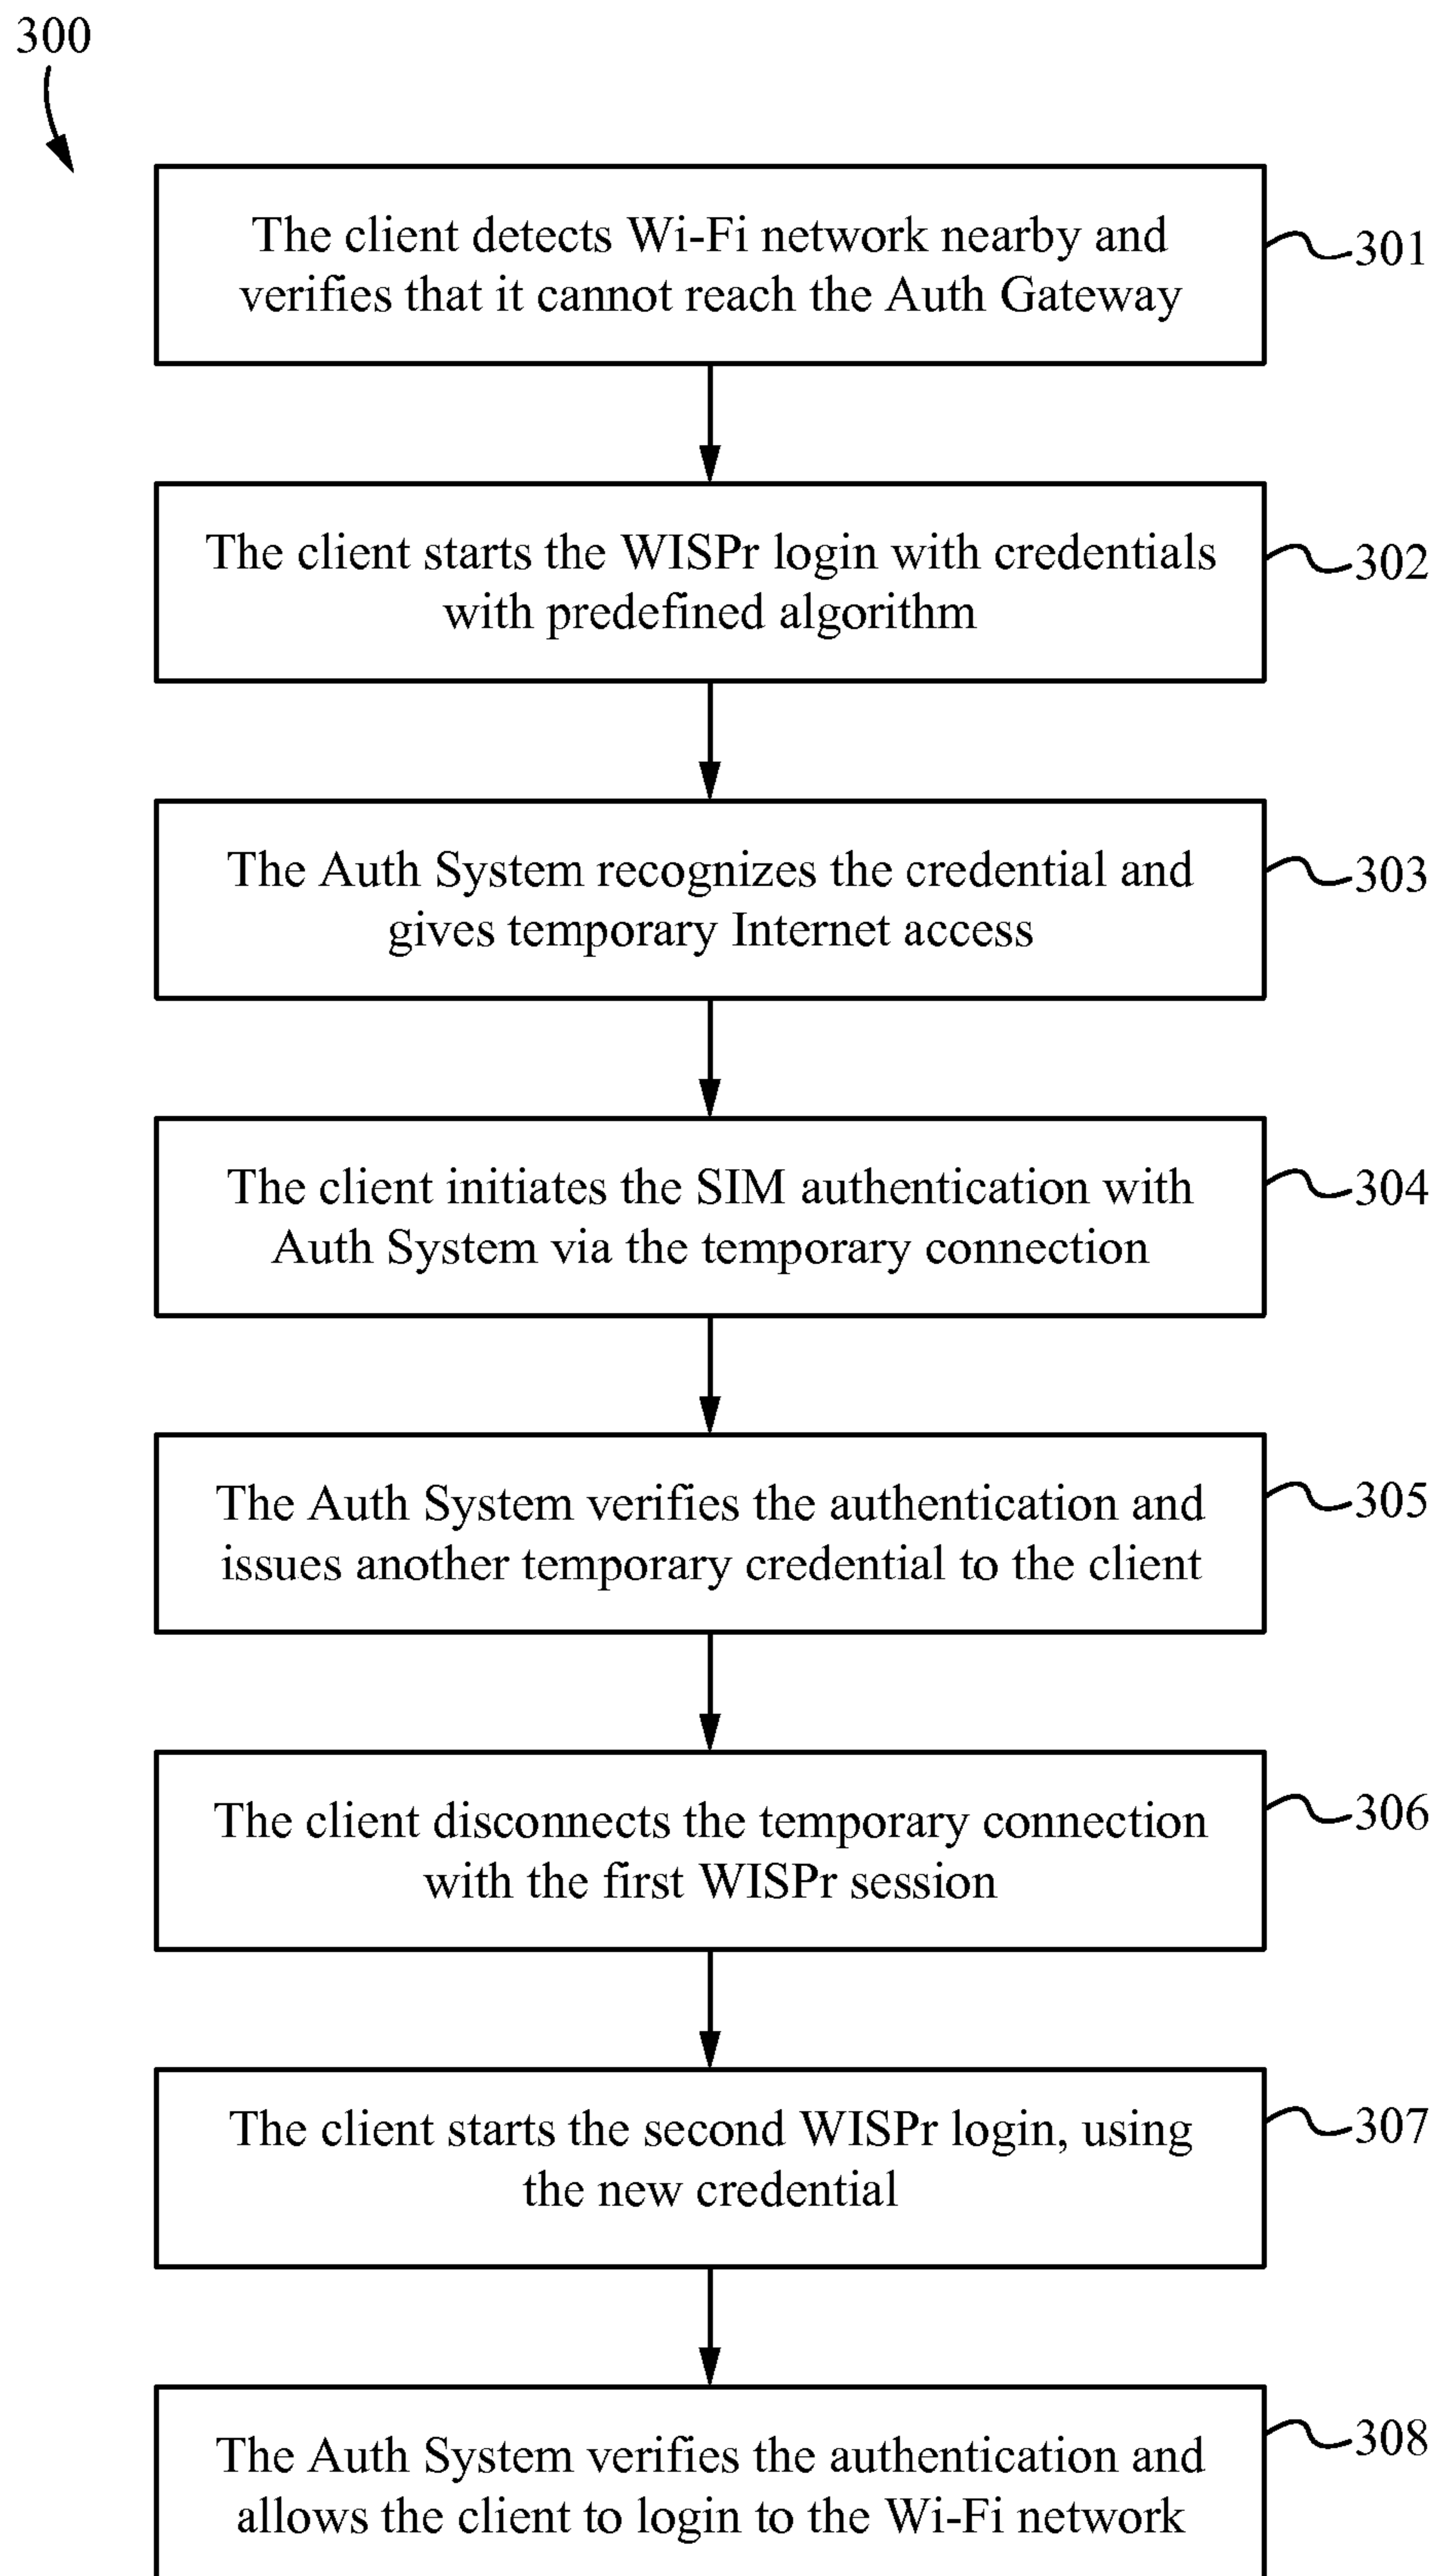 300
The client detects Wi-Fi network nearby and
verifies that it cannot reach the Auth Gateway
301
The client starts the WISPr login with credentials
with predefined algorithm
302
The Auth System recognizes the credential and
gives temporary Internet access
303
The client initiates the SIM authentication with
Auth System via the temporary connection
304
The Auth System verifies the authentication and
issues another temporary credential to the client
305
The client disconnects the temporary connection
with the first WISPr session
306
The client starts the second WISPr login, using
the new credential
307
The Auth System verifies the authentication and
allows the client to login to the Wi-Fi network
308